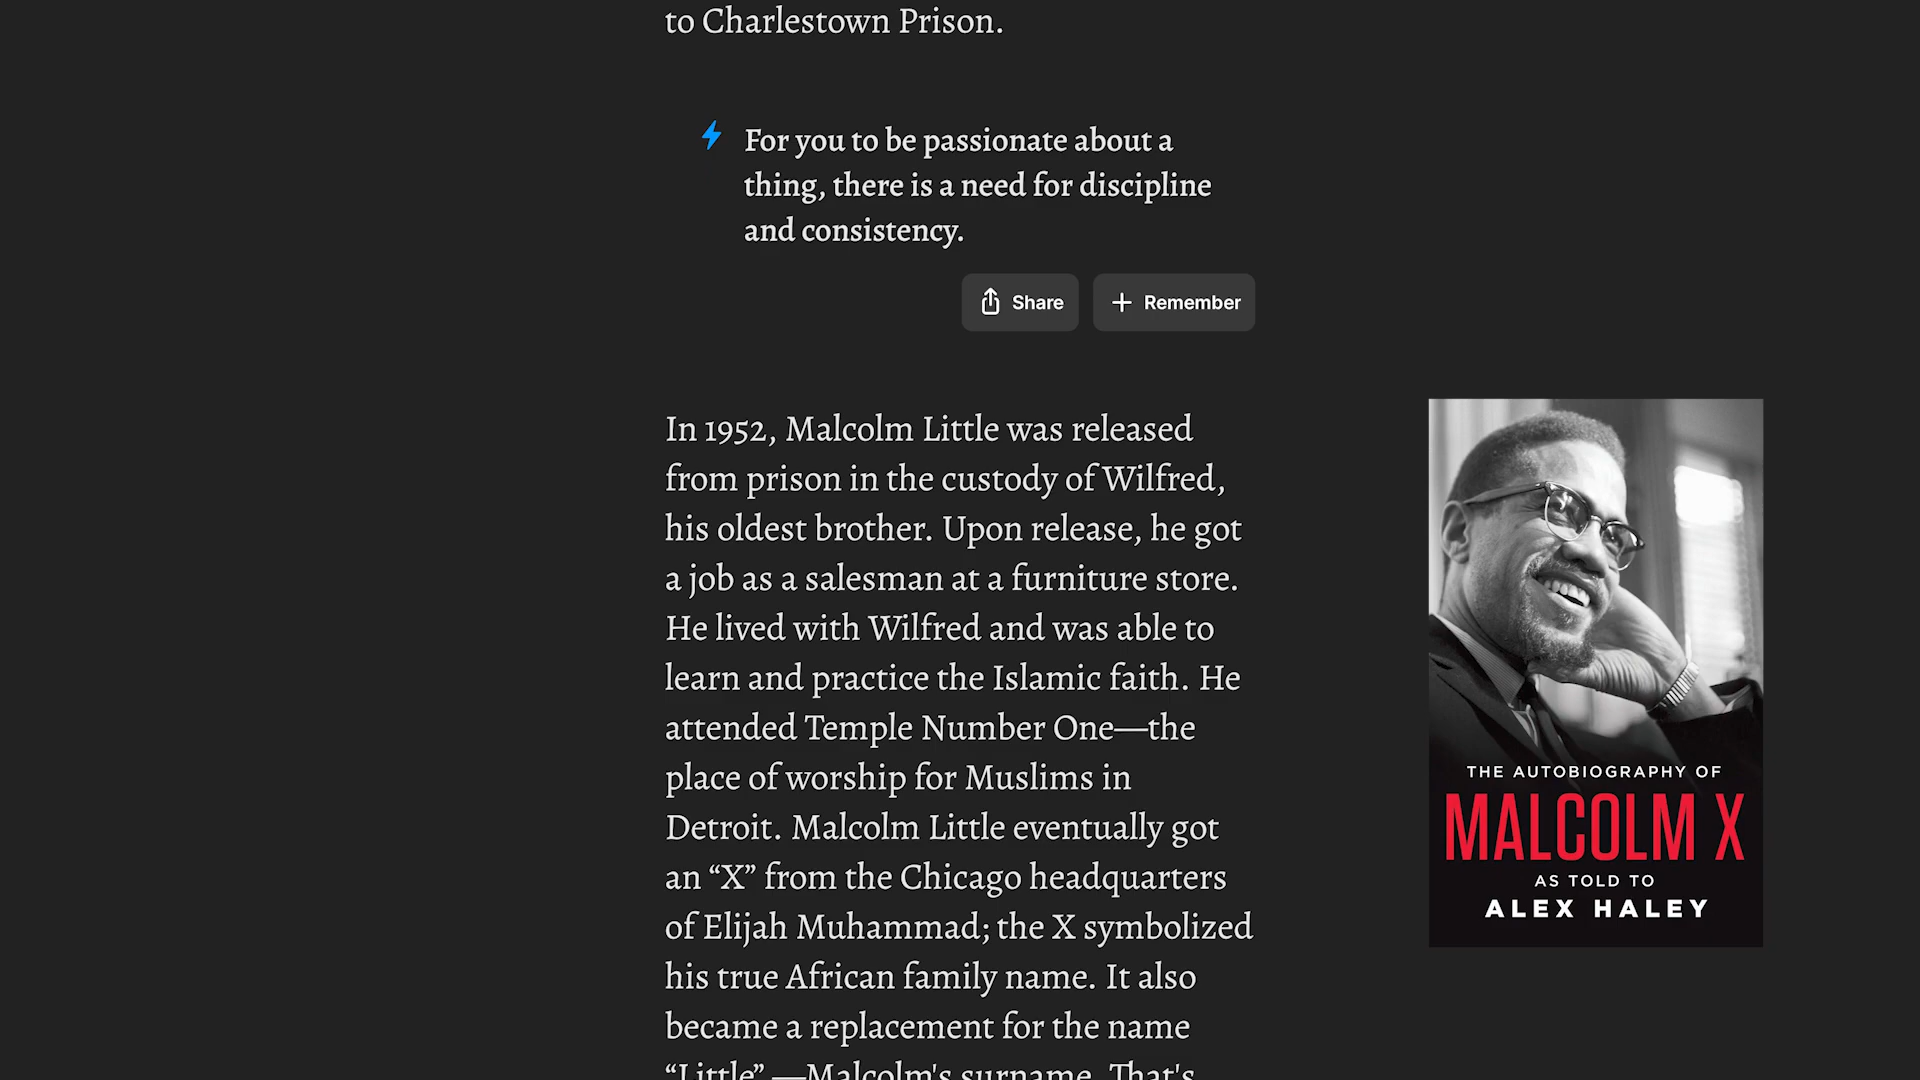 to Charlestown Prison.
For you to be passionate about a
thing, there is a need for discipline
and consistency.
Share
Remember
In 1952, Malcolm Little was released
from prison in the custody of Wilfred,
his oldest brother. Upon release, he got
a job as a salesman at a furniture store.
He lived with Wilfred and was able to
learn and practice the Islamic faith. He
attended Temple Number One—the
place of worship for Muslims in
Detroit. Malcolm Little eventually got
an “X” from the Chicago headquarters
of Elijah Muhammad; the X symbolized
his true African family name. It also
became a replacement for the name
“Little” —Malcolm's surname. That's
THE AUTOBIOGRAPHY OF
MALCOLM X
AS TOLD TO
ALEX HALEY